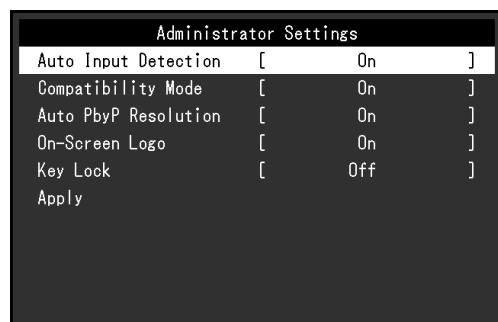 Administrator Settings
Auto Input Detection [ On ]
Compatibility Mode [ On ]
Auto PbyP Resolution [ On ]
On-Screen Logo [ On ]
Key Lock [ Off ]
Apply